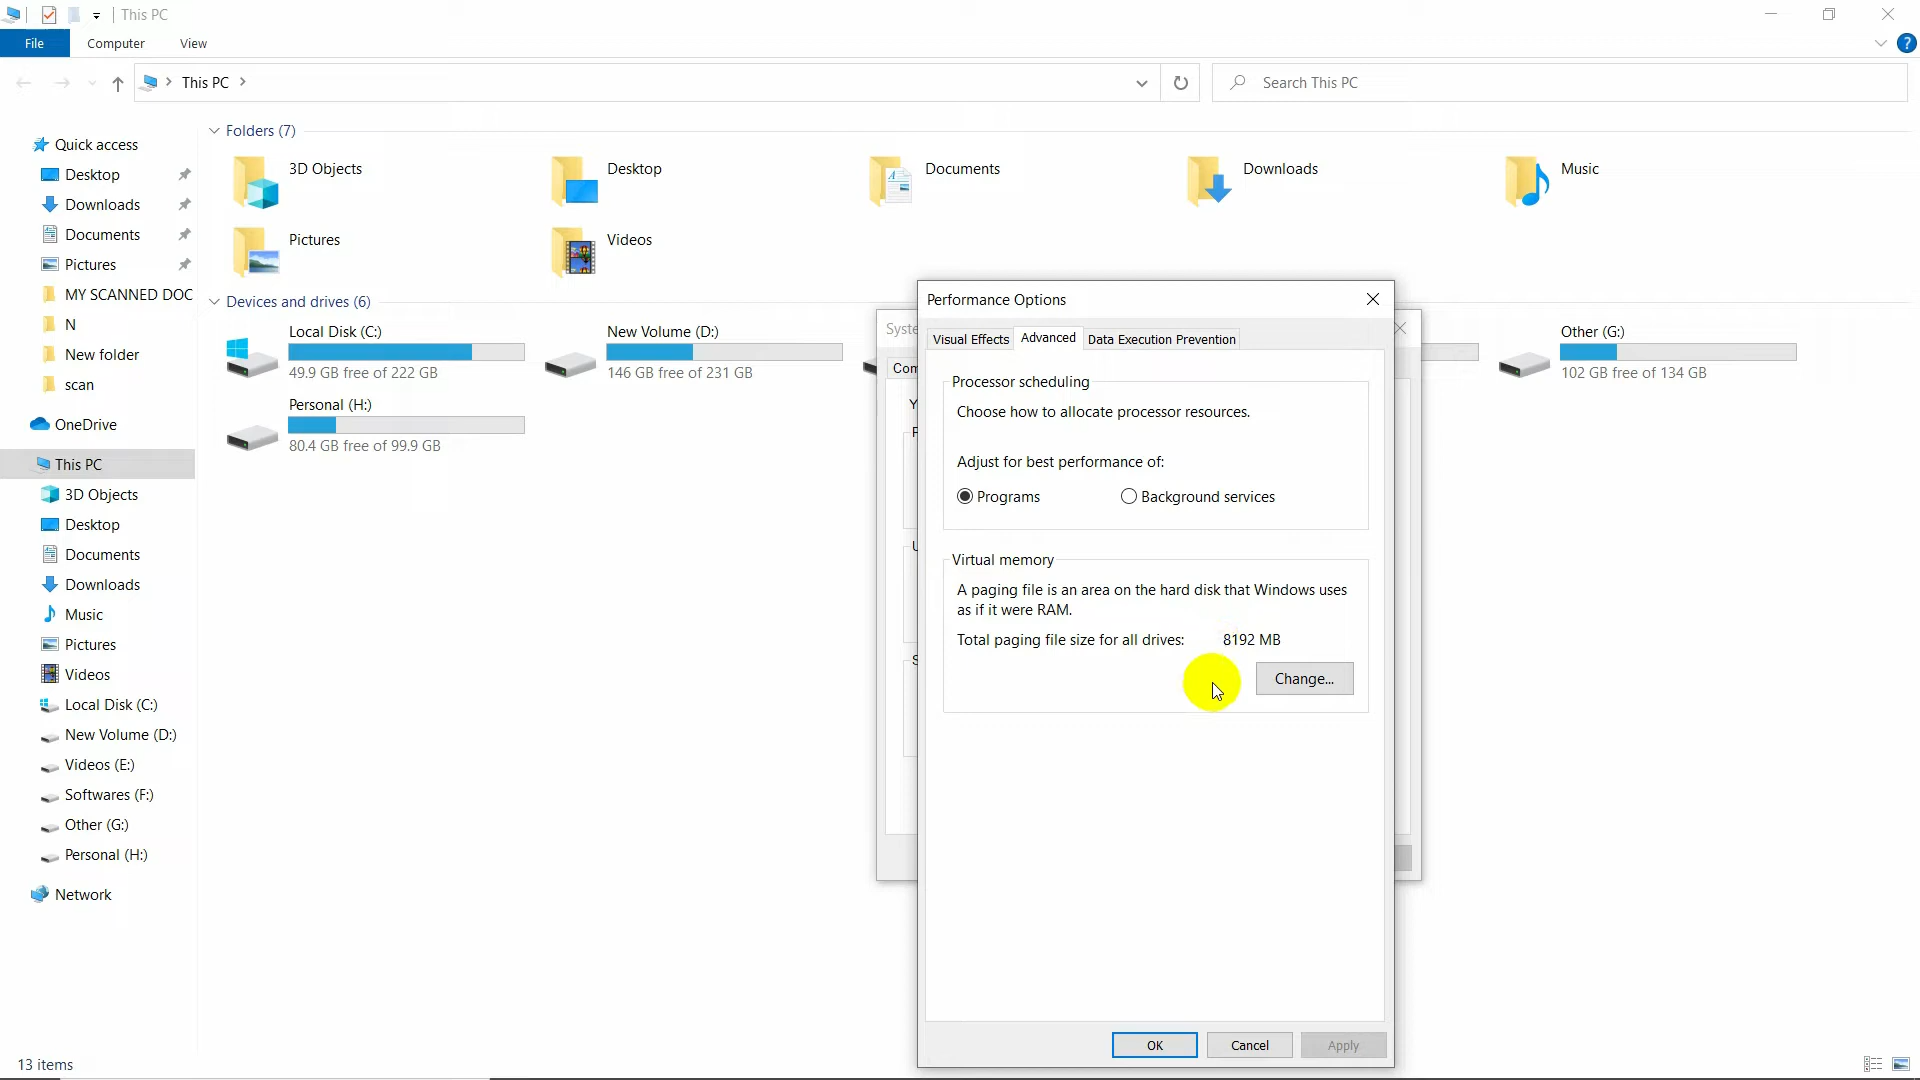 This PC
File
Computer
View
This PC
Search This PC
Quick access
Desktop
Downloads
Documents
Pictures
MY SCANNED DOC
N
New folder
scan
OneDrive
This PC
3D Objects
Desktop
Documents
Downloads
Music
Pictures
Videos
Local Disk (C:)
New Volume (D:)
Videos (E:)
Softwares (F:)
Other (G:)
Personal (H:)
Network
13 items
Folders (7)
3D Objects
Desktop
Documents
Downloads
Music
Pictures
Videos
Devices and drives (6)
Local Disk (C:)
49.9 GB free of 222 GB
New Volume (D:)
146 GB free of 231 GB
Other (G:)
102 GB free of 134 GB
Personal (H:)
80.4 GB free of 99.9 GB
Syste
Com
Performance Options
Visual Effects
Advanced
Data Execution Prevention
Processor scheduling
Choose how to allocate processor resources.
Adjust for best performance of:
Programs
Background services
Virtual memory
A paging file is an area on the hard disk that Windows uses
as if it were RAM.
Total paging file size for all drives:
8192 MB
Change...
OK
Cancel
Apply